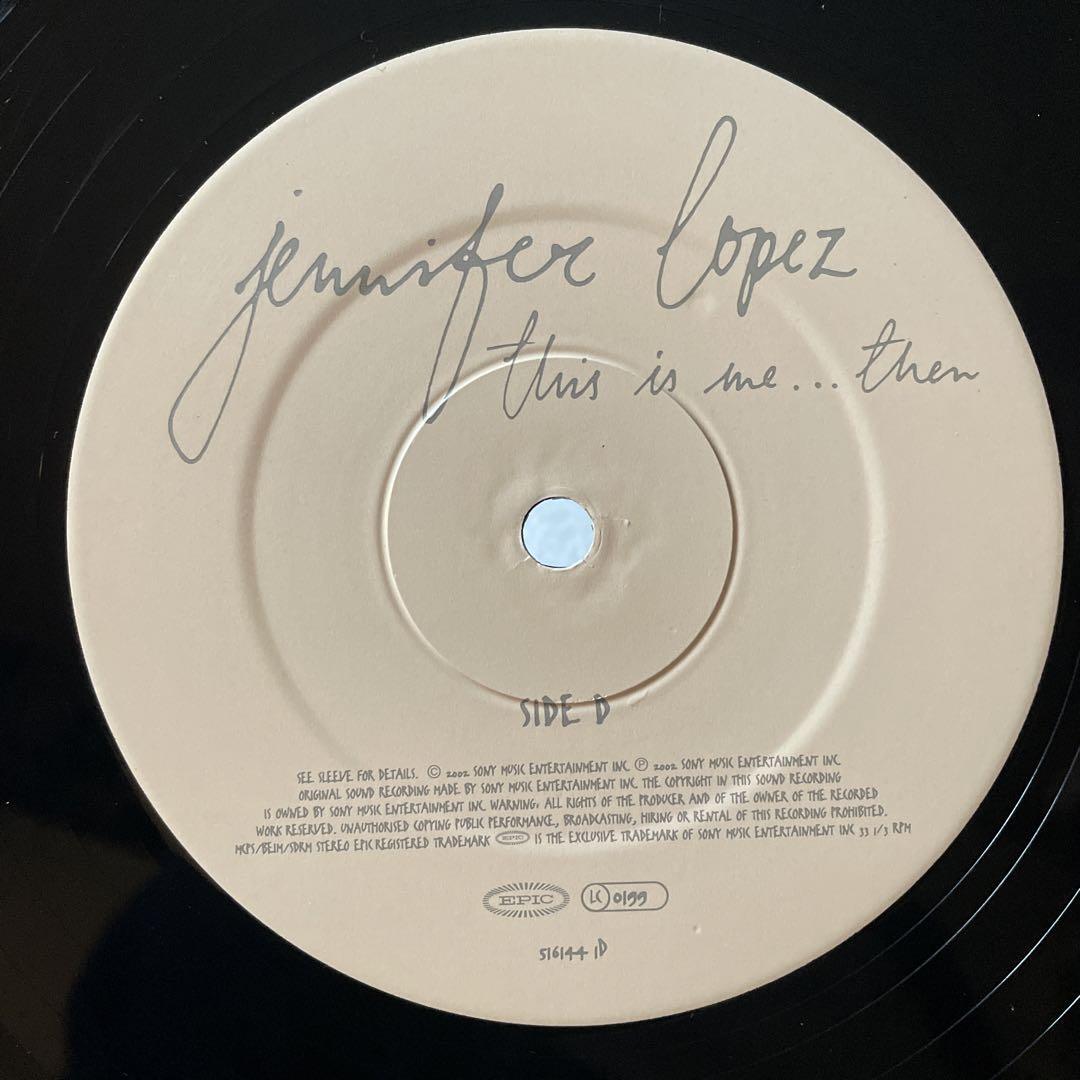 jennifer lopez
this is me... then
SIDE D
SEE SLEEVE FOR DETAILS. © 2002 SONY MUSIC ENTERTAINMENT INC. ℗ 2002 SONY MUSIC ENTERTAINMENT INC.
ORIGINAL SOUND RECORDING MADE BY SONY MUSIC ENTERTAINMENT INC. THE COPYRIGHT IN THIS SOUND RECORDING
IS OWNED BY SONY MUSIC ENTERTAINMENT INC. WARNING: ALL RIGHTS OF THE PRODUCER AND OF THE OWNER OF THE RECORDED
WORK RESERVED. UNAUTHORISED COPYING PUBLIC PERFORMANCE, BROADCASTING, HIRING OR RENTAL OF THIS RECORDING PROHIBITED.
MCPS/BEIM/SDRM STEREO EPIC REGISTERED TRADEMARK EPIC IS THE EXCLUSIVE TRADEMARK OF SONY MUSIC ENTERTAINMENT INC 33 1/3 RPM
EPIC LC 0199
516144 1D